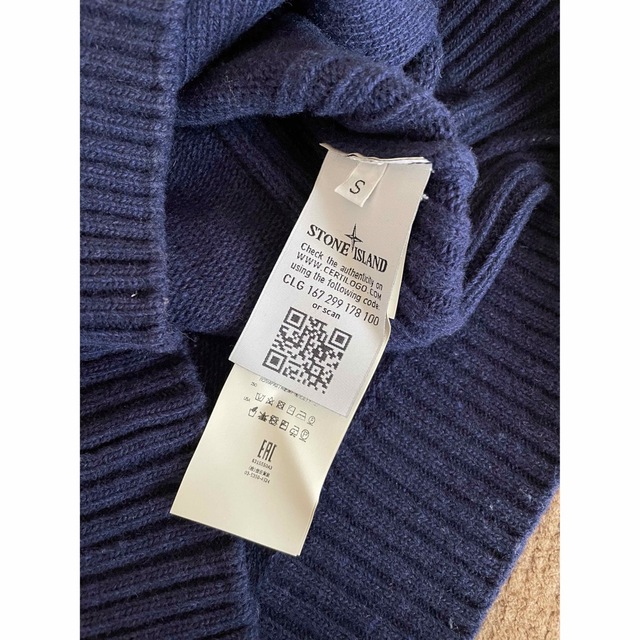 S
STONE ISLAND
Check the authenticity on
WWW.CERTILOGO.COM
using the following code:
CLG 167 299 178 100
or scan
EAC